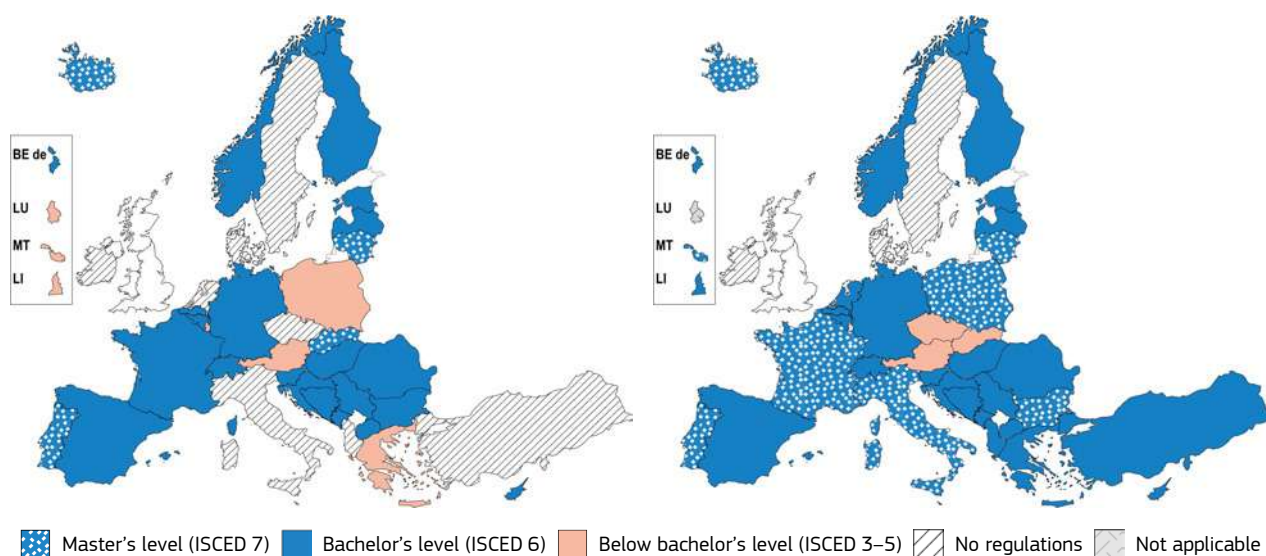 BE de
LU
MT
LI
BE de
LU
MT
LI
Master's level (ISCED 7) Bachelor's level (ISCED 6) Below bachelor's level (ISCED 3–5) No regulations Not applicable